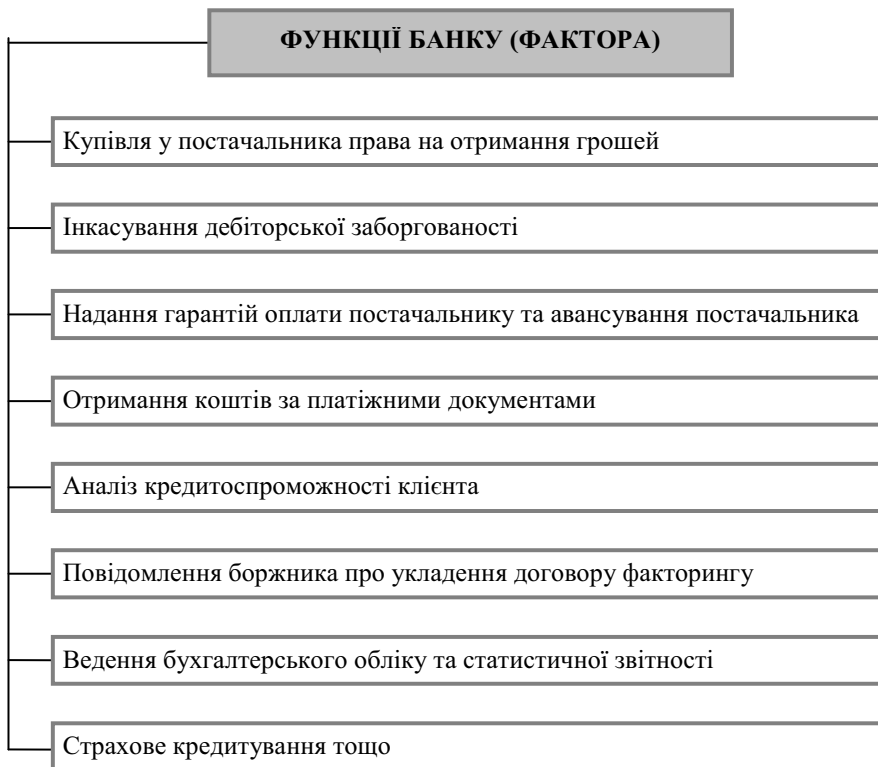 ФУНКЦІЇ БАНКУ (ФАКТОРА)
Купівля у постачальника права на отримання грошей
Інкасування дебіторської заборгованості
Надання гарантій оплати постачальнику та авансування постачальника
Отримання коштів за платіжними документами
Аналіз кредитоспроможності клієнта
Повідомлення боржника про укладення договору факторингу
Ведення бухгалтерського обліку та статистичної звітності
Страхове кредитування тощо